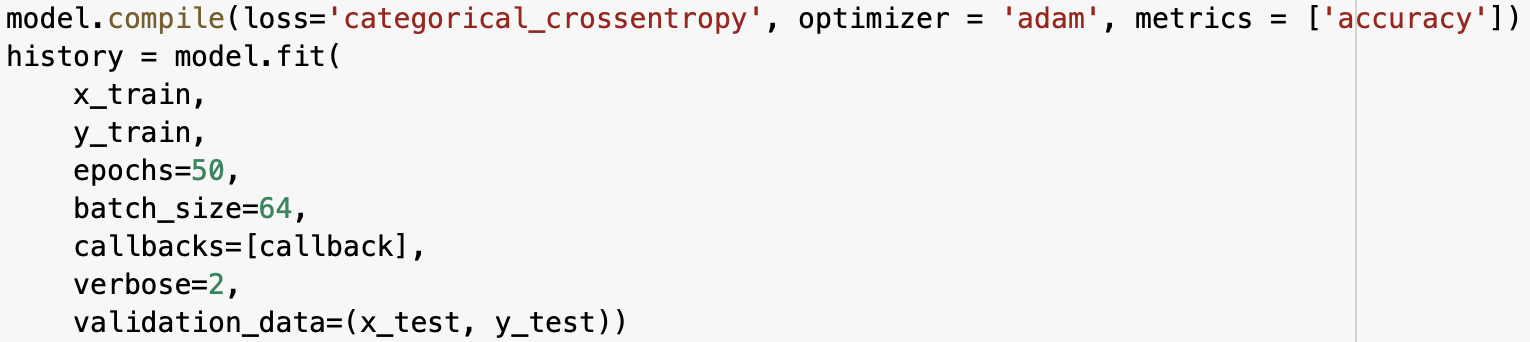 model.compile(loss='categorical_crossentropy', optimizer = 'adam', metrics = ['accuracy'])
history = model.fit(
    x_train,
    y_train,
    epochs=50,
    batch_size=64,
    callbacks=[callback],
    verbose=2,
    validation_data=(x_test, y_test))